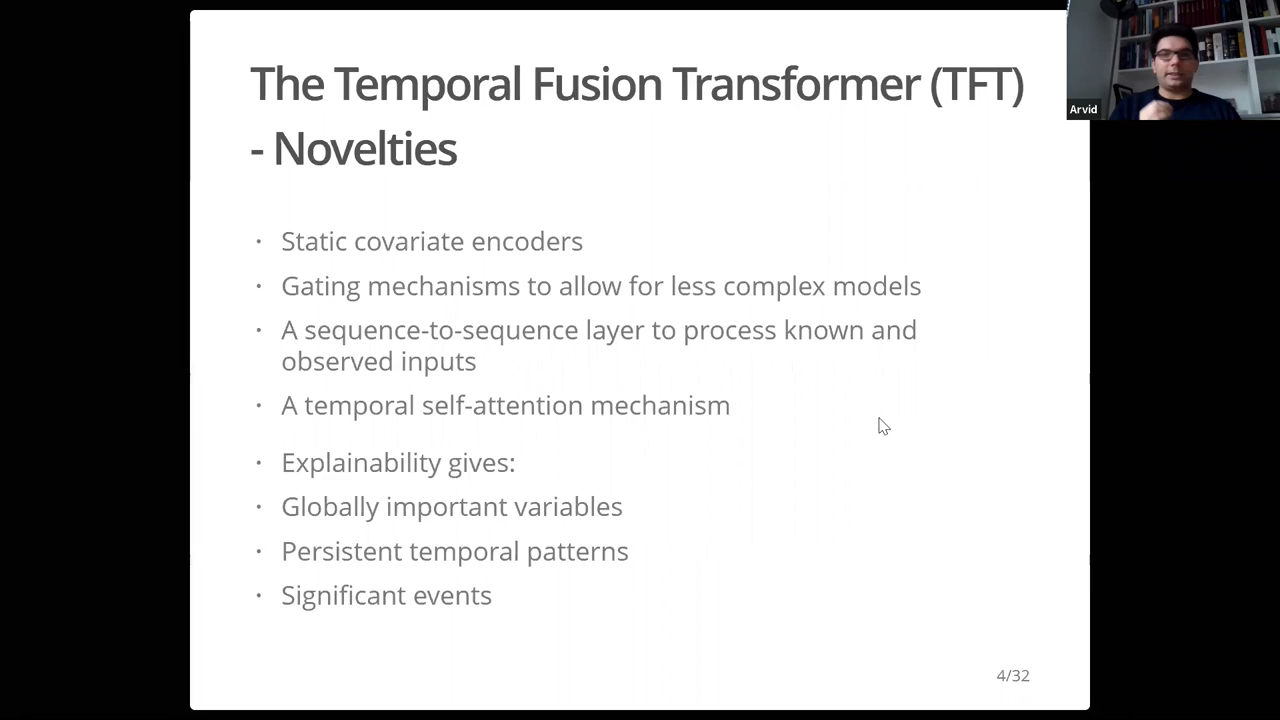 The Temporal Fusion Transformer (TFT)
- Novelties
· Static covariate encoders
· Gating mechanisms to allow for less complex models
· A sequence-to-sequence layer to process known and
observed inputs
· A temporal self-attention mechanism
· Explainability gives:
· Globally important variables
· Persistent temporal patterns
· Significant events
4/32
Arvid